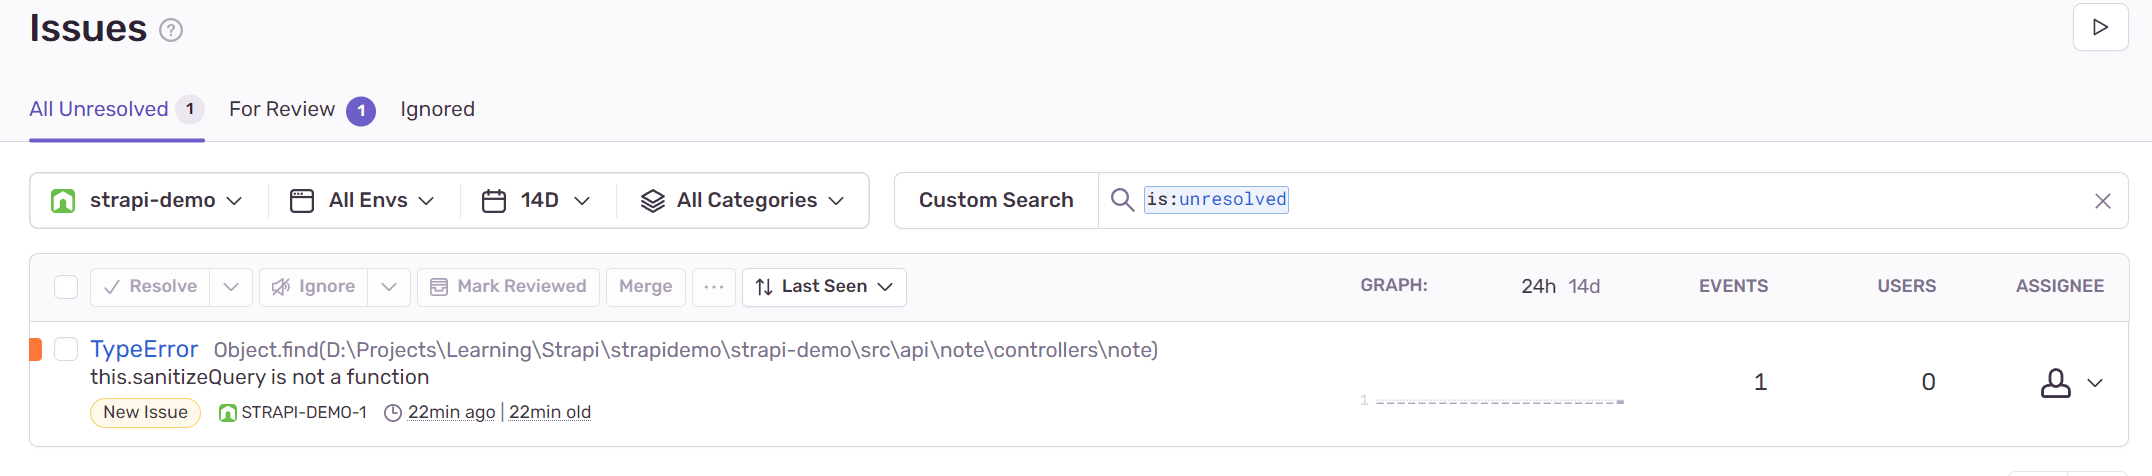 Issues ?
All Unresolved 1 For Review 1 Ignored
strapi-demo All Envs 14D All Categories Custom Search is:unresolved
Resolve Ignore Mark Reviewed Merge ... Last Seen GRAPH: 24h 14d EVENTS USERS ASSIGNEE
TypeError Object.find(D:\Projects\Learning\Strapi\strapidemo\strapi-demo\src\api\note\controllers\note)
this.sanitizeQuery is not a function
1 0
New Issue STRAPI-DEMO-1 22min ago | 22min old 1